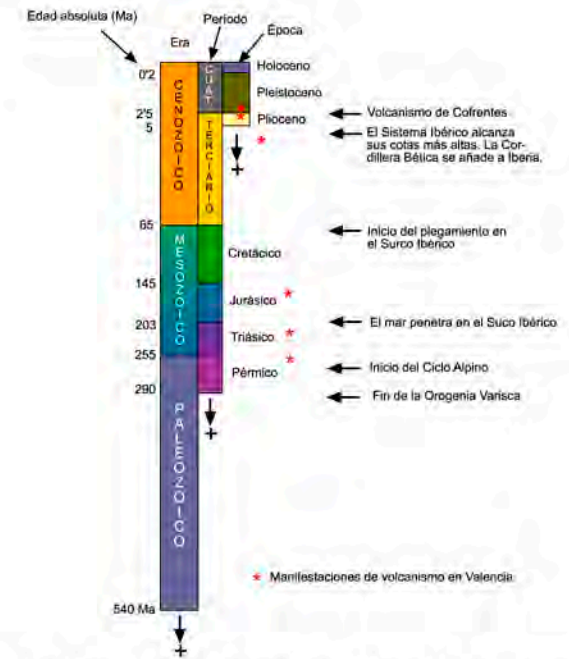 Edad absoluta (Ma)
Período
Era
Época
CENOZOICO
CUAT
TERCIARIO
MESOZOICO
PALEOZOICO
0'2
2'5
5
65
145
203
255
290
540 Ma
Holoceno
Pleistoceno
Plioceno
Cretácico
Jurásico *
Triásico *
Pérmico *
+
+
+
Volcanismo de Cofrentes
El Sistema Ibérico alcanza
sus cotas más altas. La Cor-
dillera Bética se añade a Iberia.
Inicio del plegamiento en
el Surco Ibérico
El mar penetra en el Suco Ibérico
Inicio del Ciclo Alpino
Fin de la Orogenia Varisca
* Manifestaciones de volcanismo en Valencia